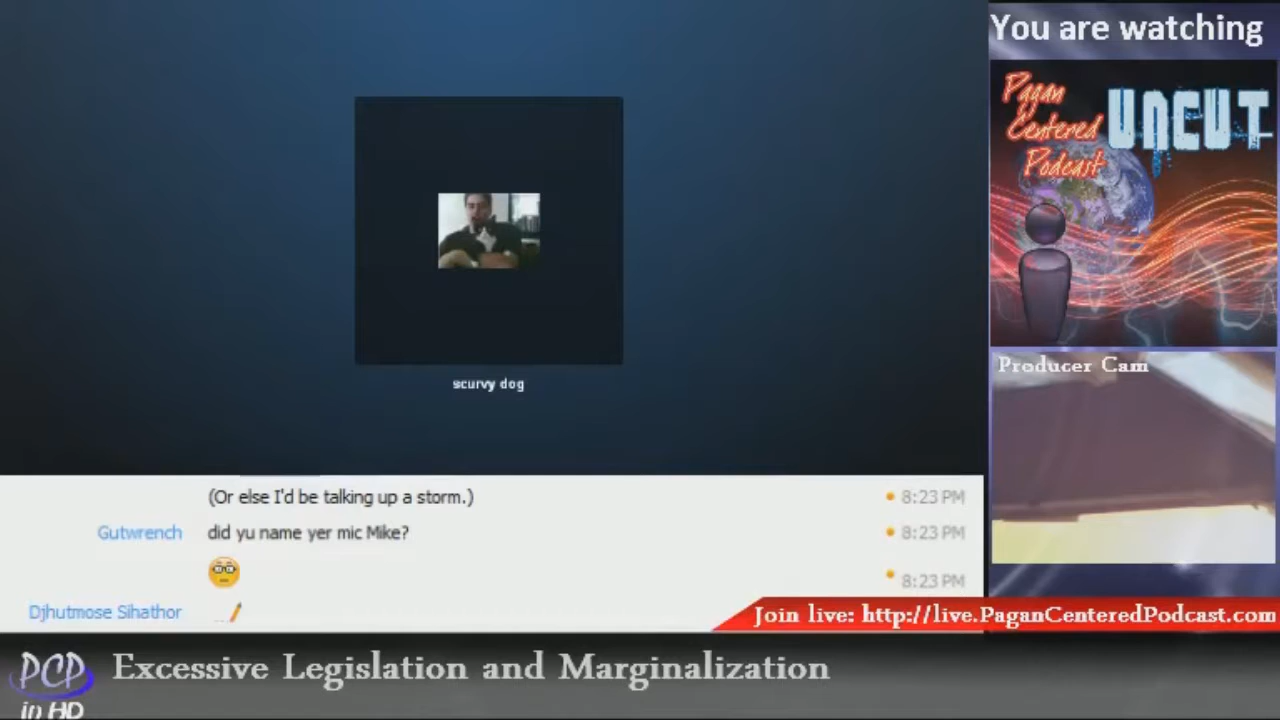 You are watching
Pagan
Centered
Podcast
UNCUT
Producer Cam
scurvy dog
(Or else I'd be talking up a storm.) 8:23 PM
Gutwrench did yu name yer mic Mike? 8:23 PM
8:23 PM
Djhutmose Sihathor
Join live: http://live.PaganCenteredPodcast.com
PCP
in HD
Excessive Legislation and Marginalization